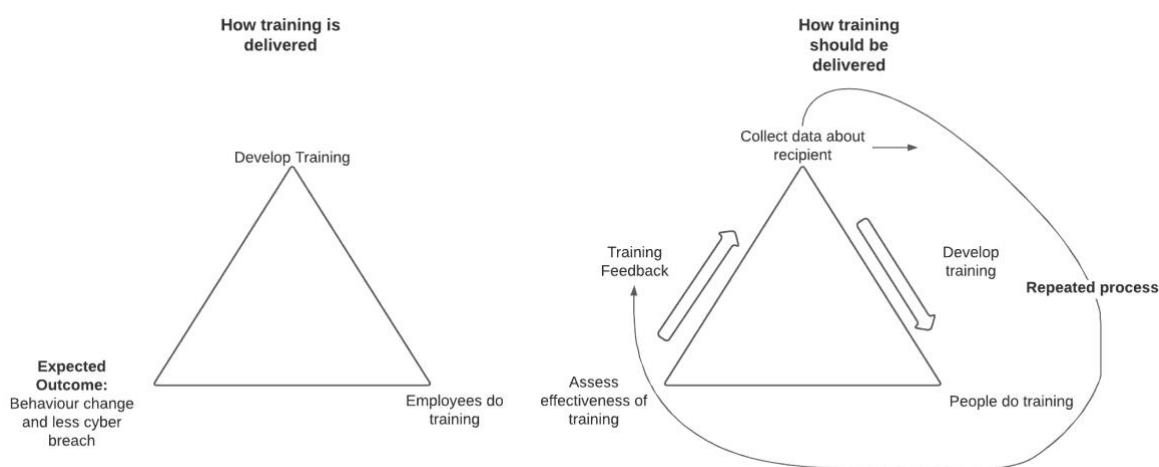 How training is
delivered
Develop Training
Expected
Outcome:
Behaviour change
and less cyber
breach
Employees do
training
How training
should be
delivered
Collect data about
recipient
Training
Feedback
Develop
training
Repeated process
Assess
effectiveness of
training
People do training